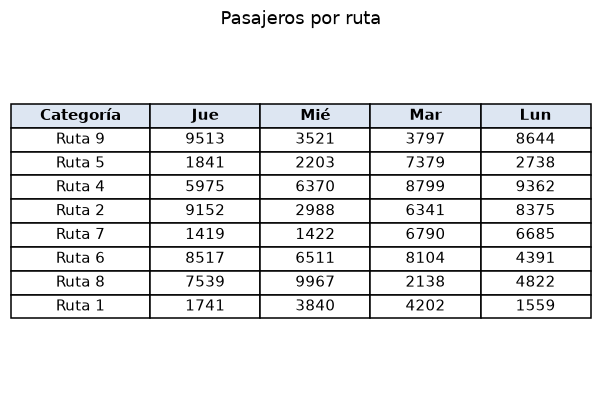 Pasajeros por ruta
Categoría Jue Mié Mar Lun
Ruta 9 9513 3521 3797 8644
Ruta 5 1841 2203 7379 2738
Ruta 4 5975 6370 8799 9362
Ruta 2 9152 2988 6341 8375
Ruta 7 1419 1422 6790 6685
Ruta 6 8517 6511 8104 4391
Ruta 8 7539 9967 2138 4822
Ruta 1 1741 3840 4202 1559